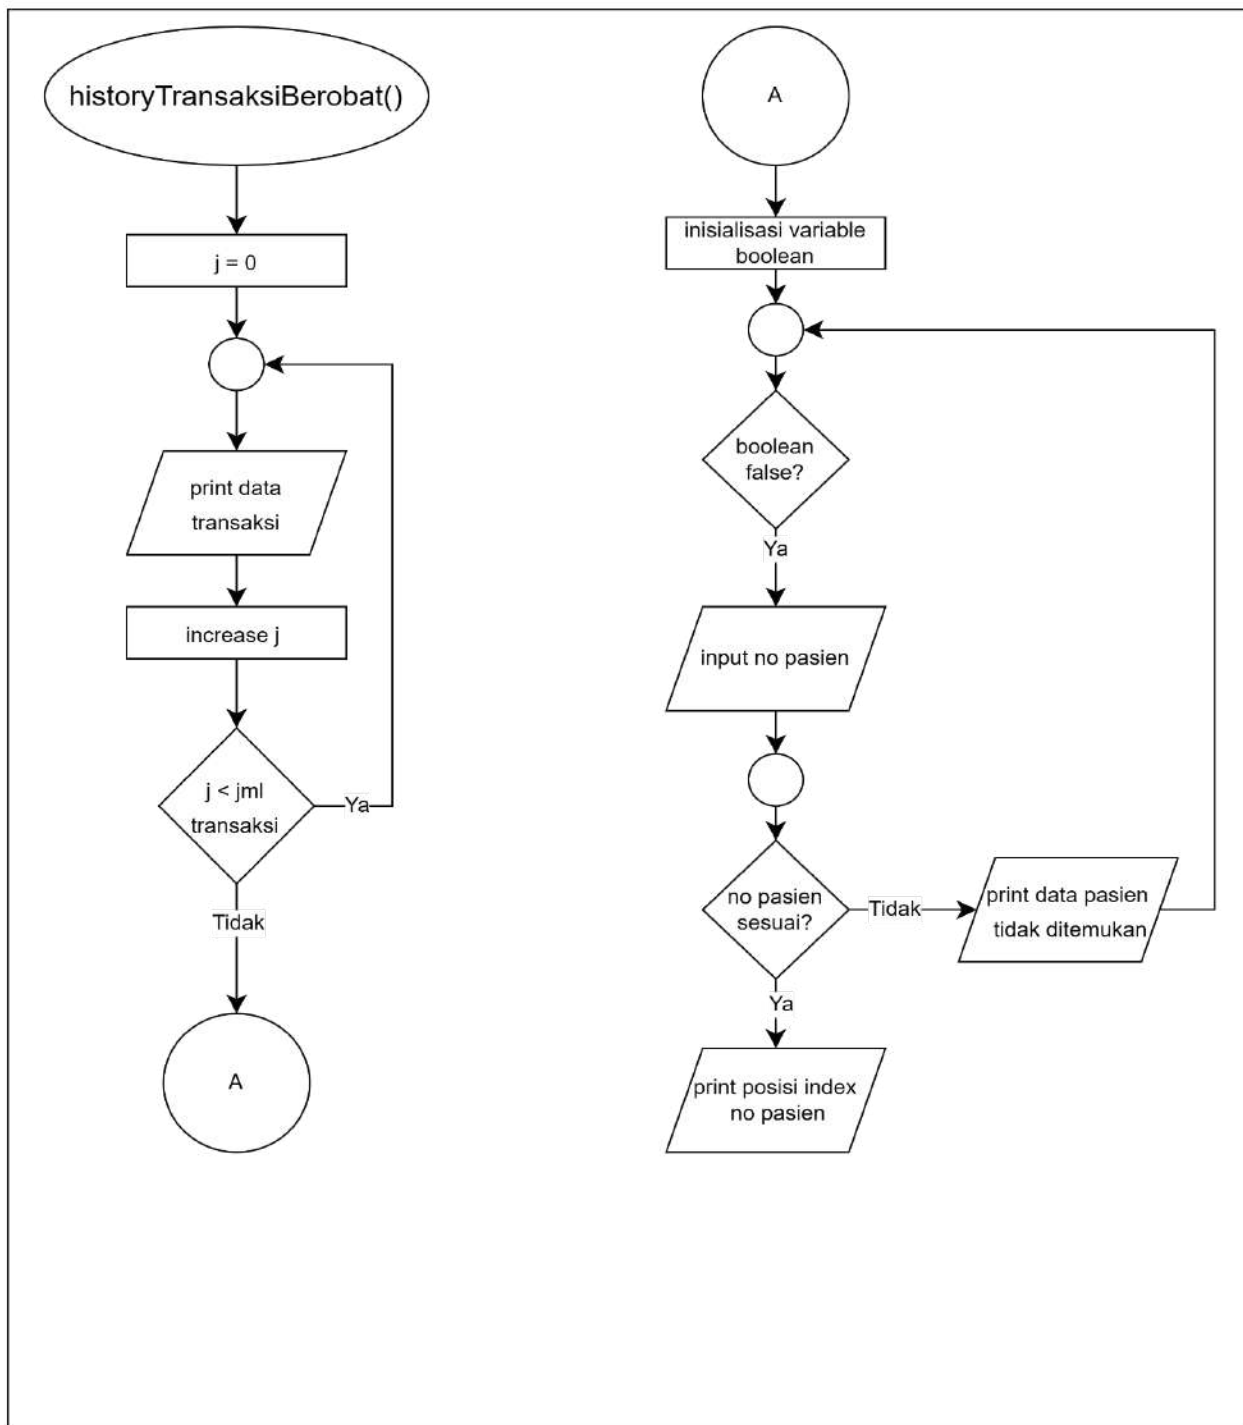 historyTransaksiBerobat()
j = 0
print data
transaksi
increase j
j < jml
transaksi
Ya
Tidak
A
A
inisialisasi variable
boolean
boolean
false?
Ya
input no pasien
no pasien
sesuai?
Tidak
print data pasien
tidak ditemukan
Ya
print posisi index
no pasien